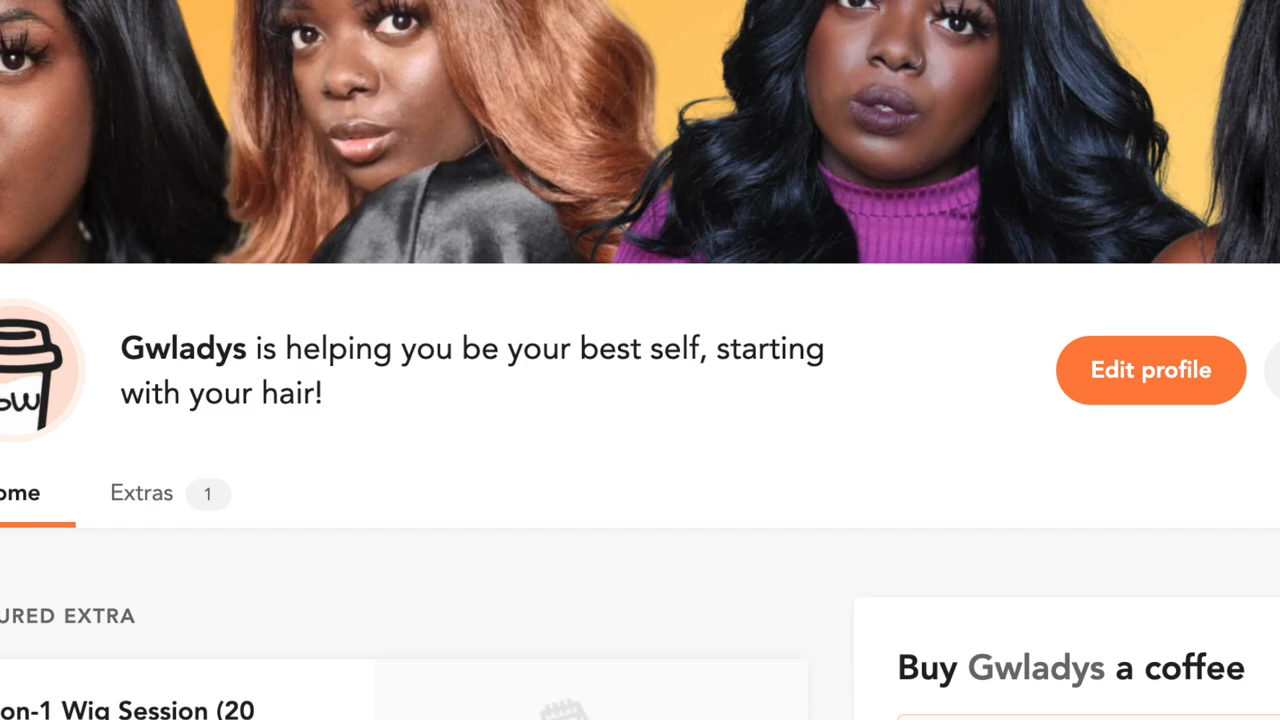 Gwladys is helping you be your best self, starting
with your hair!
Edit profile
ow
ome
Extras 1
URED EXTRA
Buy Gwladys a coffee
on-1 Wig Session (20